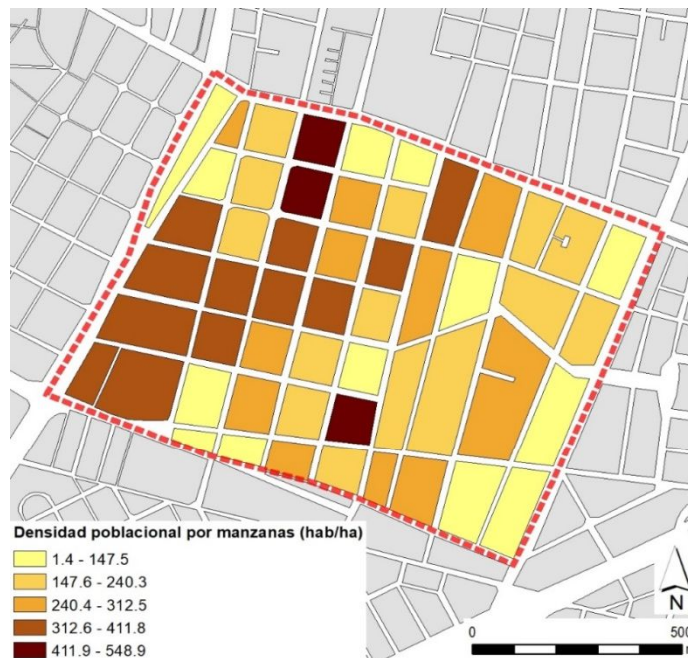 Densidad poblacional por manzanas (hab/ha)
1.4 - 147.5
147.6 - 240.3
240.4 - 312.5
312.6 - 411.8
411.9 - 548.9
N
0 500